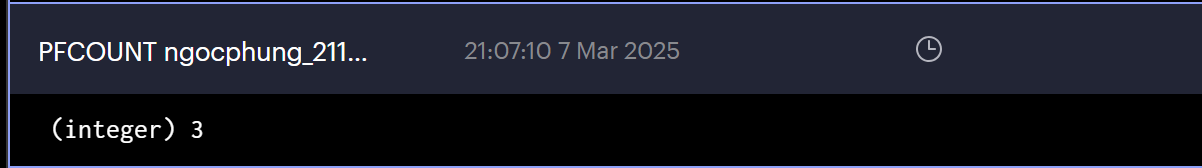 PFCOUNT ngocphung_211... 21:07:10 7 Mar 2025
(integer) 3